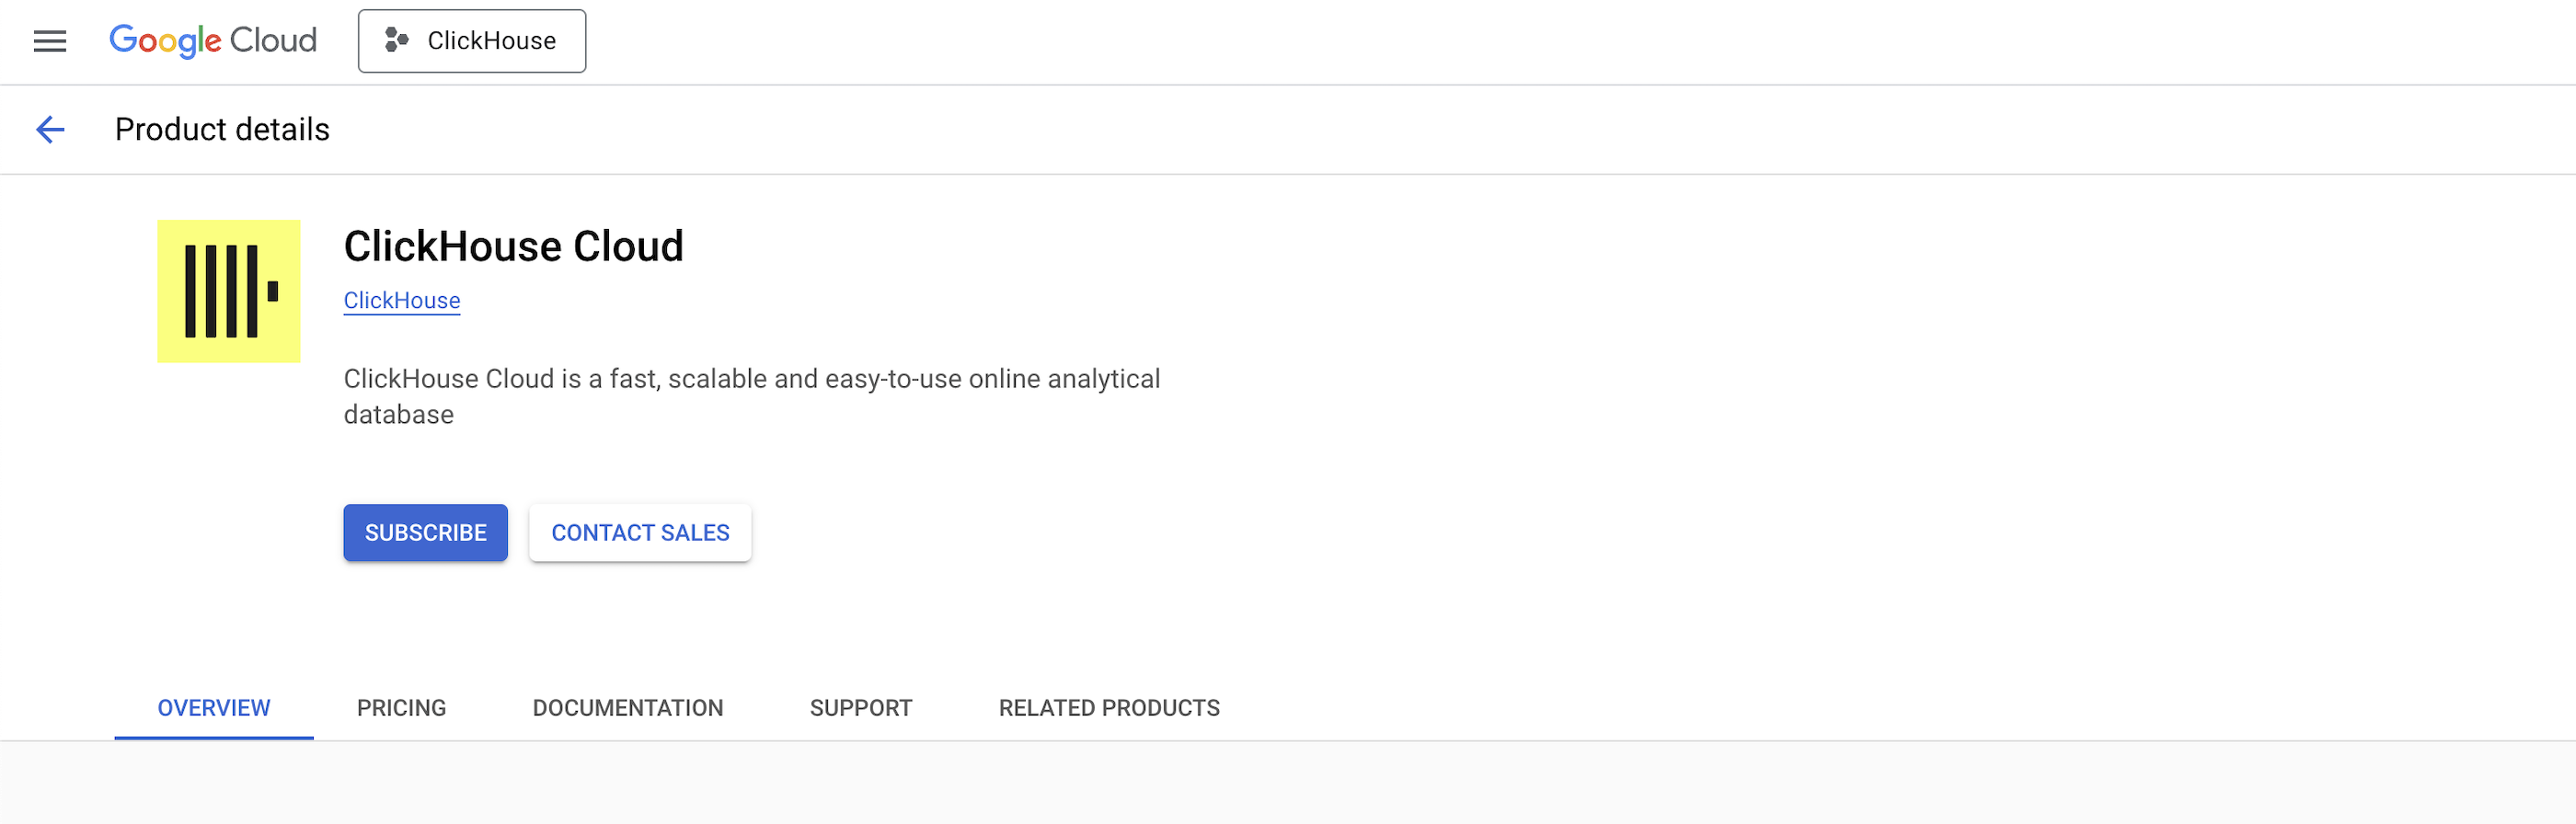 Google Cloud
ClickHouse
Product details
ClickHouse Cloud
ClickHouse
ClickHouse Cloud is a fast, scalable and easy-to-use online analytical
database
SUBSCRIBE
CONTACT SALES
OVERVIEW
PRICING
DOCUMENTATION
SUPPORT
RELATED PRODUCTS